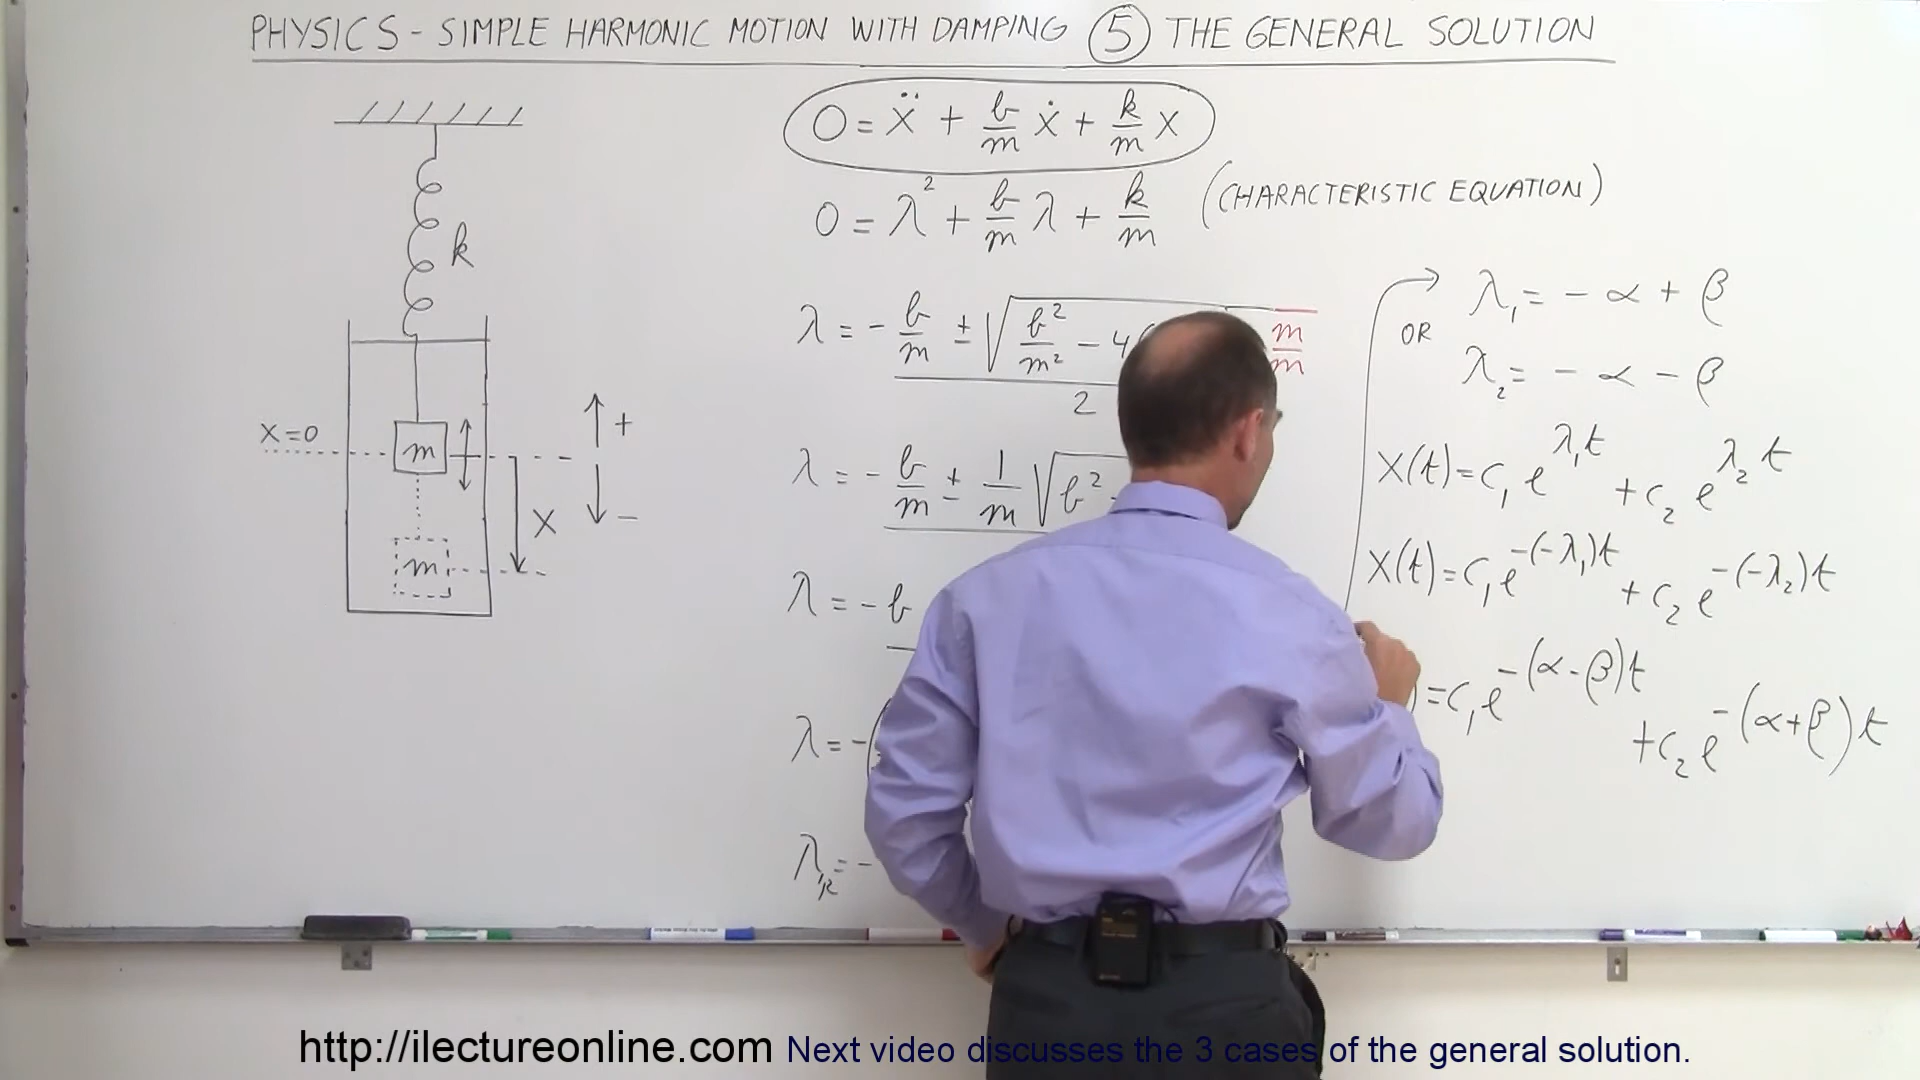 PHYSICS - SIMPLE HARMONIC MOTION WITH DAMPING ⑤ THE GENERAL SOLUTION
0 = ẍ + b/m ẋ + k/m x
0 = λ² + b/m λ + k/m (CHARACTERISTIC EQUATION)
k
x=0
m
+
−
x
m
λ = - b/m ± √ b²/m² - 4( m/m
2
λ = - b/m ± 1/m √ b²
λ = - b
λ = -(
λ₁,₂ = -
OR
λ₁ = - α + β
λ₂ = - α - β
x(t) = c₁ e^λ₁t + c₂ e^λ₂t
x(t) = c₁ e^-(-λ₁)t + c₂ e^-(-λ₂)t
) = c₁ e^-(α-β)t
+ c₂ e^-(α+β)t
http://ilectureonline.com Next video discusses the 3 cases of the general solution.